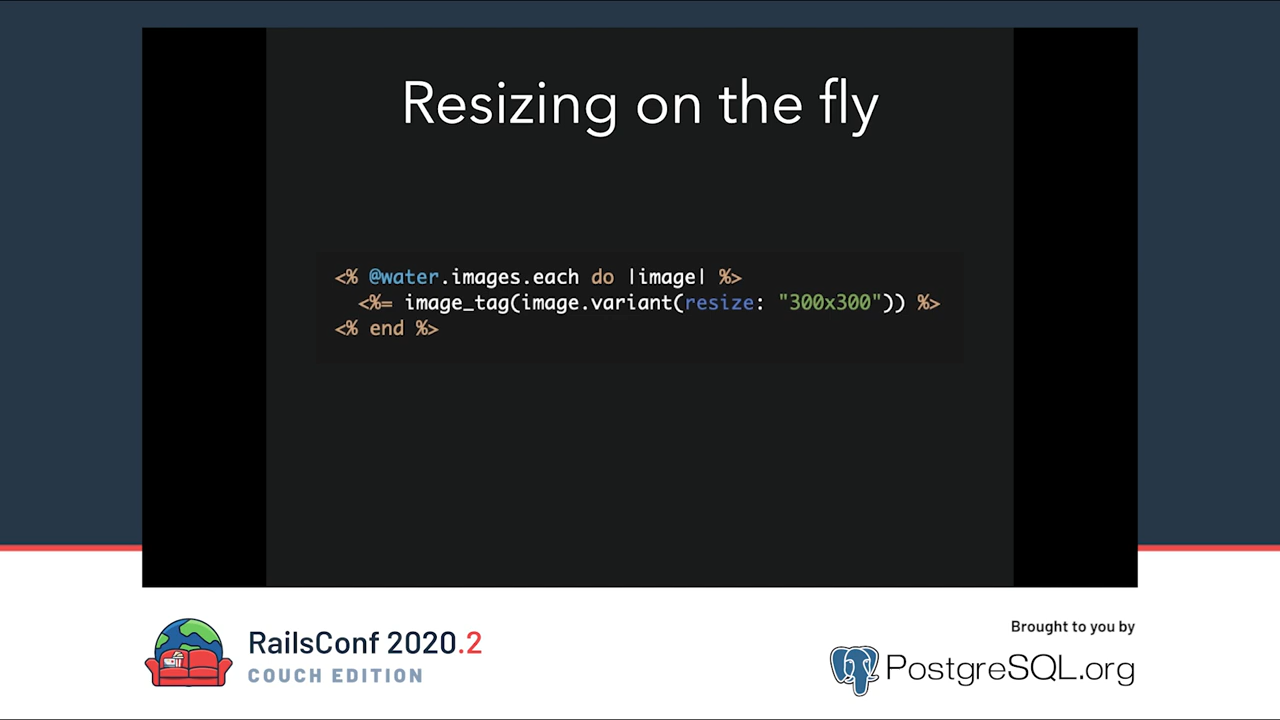 Resizing on the fly
<% @water.images.each do |image| %>
  <%= image_tag(image.variant(resize: "300x300")) %>
<% end %>
RailsConf 2020.2
COUCH EDITION
Brought to you by
PostgreSQL.org